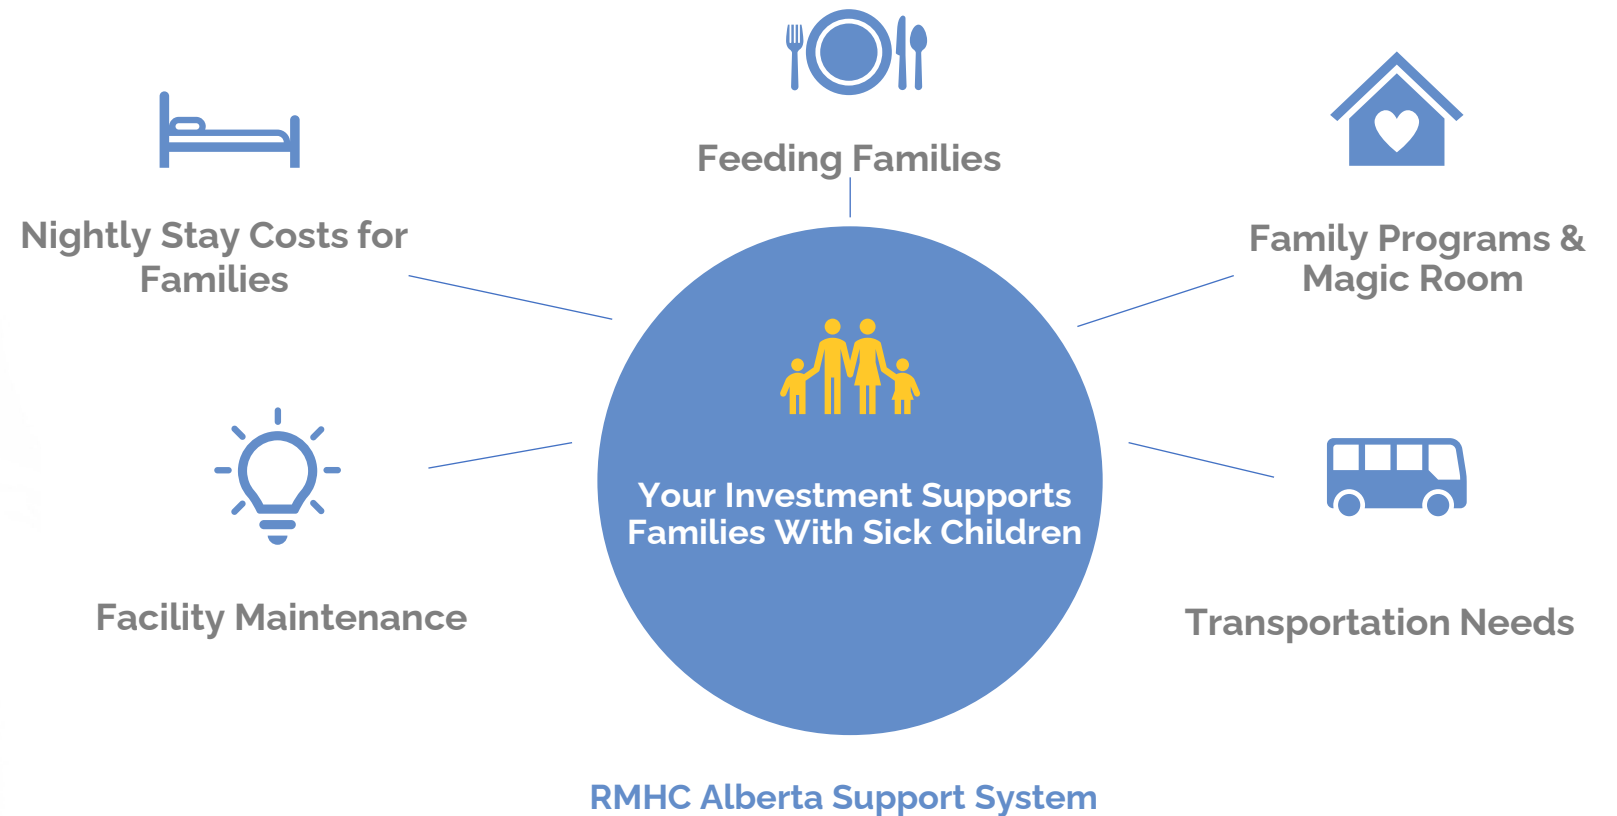 Feeding Families
Nightly Stay Costs for
Families
Family Programs &
Magic Room
Your Investment Supports
Families With Sick Children
Facility Maintenance
Transportation Needs
RMHC Alberta Support System